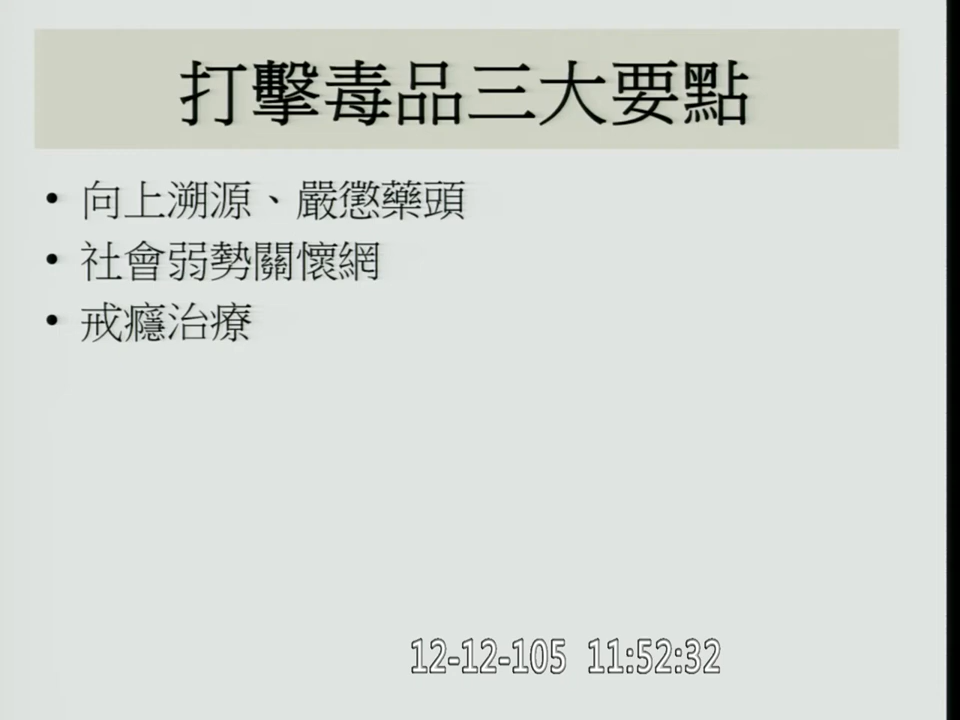 打擊毒品三大要點
• 向上溯源、嚴懲藥頭
• 社會弱勢關懷網
• 戒癮治療
12-12-105 11:52:32